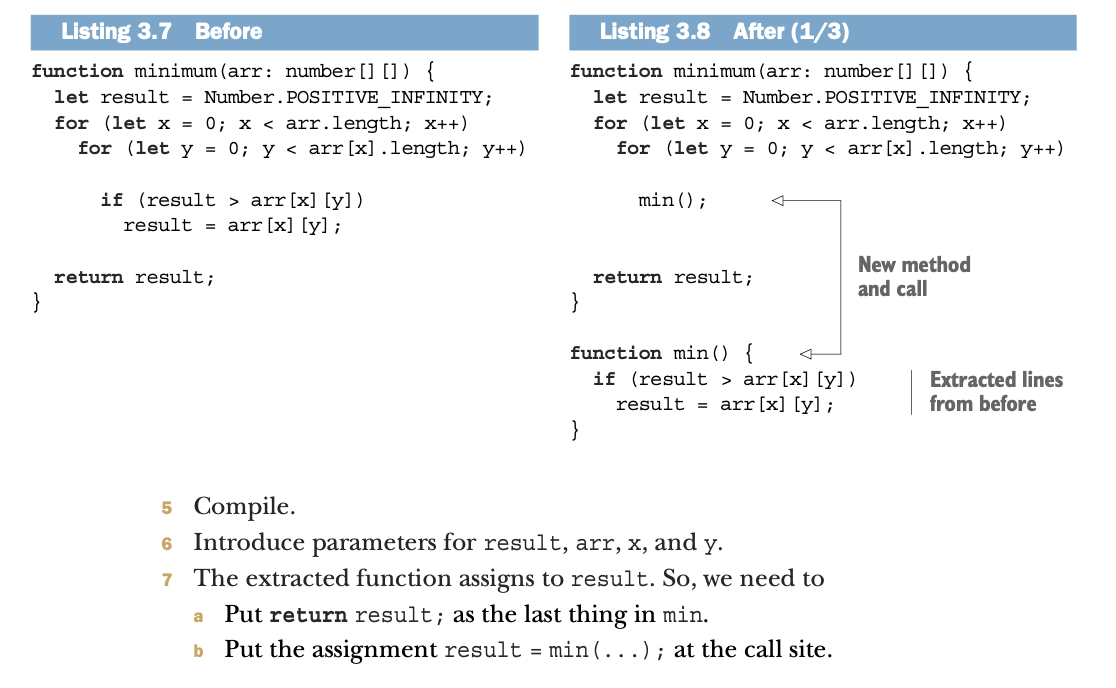 Listing 3.7 Before
function minimum(arr: number[][]) {
  let result = Number.POSITIVE_INFINITY;
  for (let x = 0; x < arr.length; x++)
    for (let y = 0; y < arr[x].length; y++)
      if (result > arr[x][y])
        result = arr[x][y];
  return result;
}
Listing 3.8 After (1/3)
function minimum(arr: number[][]) {
  let result = Number.POSITIVE_INFINITY;
  for (let x = 0; x < arr.length; x++)
    for (let y = 0; y < arr[x].length; y++)
      min();
  return result;
}
New method
and call
function min() {
  if (result > arr[x][y])
    result = arr[x][y];
}
Extracted lines
from before
5 Compile.
6 Introduce parameters for result, arr, x, and y.
7 The extracted function assigns to result. So, we need to
a Put return result; as the last thing in min.
b Put the assignment result = min(...); at the call site.